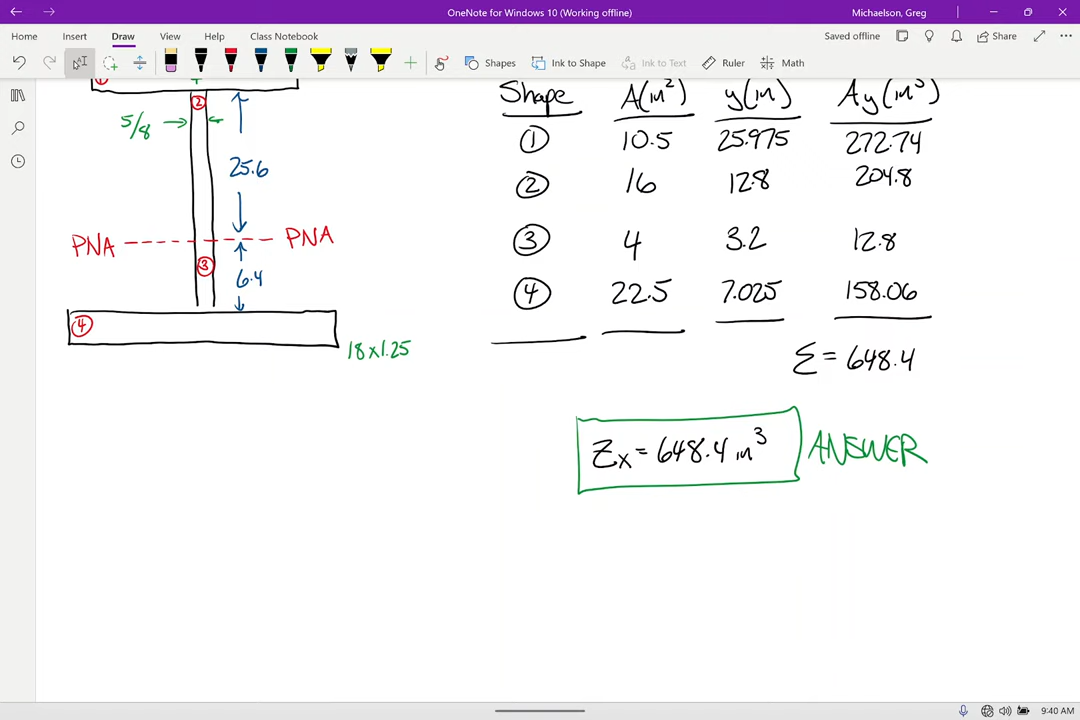 OneNote for Windows 10 (Working offline)
Michaelson, Greg
Home Insert Draw View Help Class Notebook
Saved offline
Share
Shapes Ink to Shape Ink to Text Ruler Math
①
②
5/8
25.6
PNA PNA
③
6.4
④
18x1.25
Shape A(in²) y(in) Ay(in³)
① 10.5 25.975 272.74
② 16 12.8 204.8
③ 4 3.2 12.8
④ 22.5 7.025 158.06
Σ = 648.4
Zx = 648.4 in³ ANSWER
9:40 AM